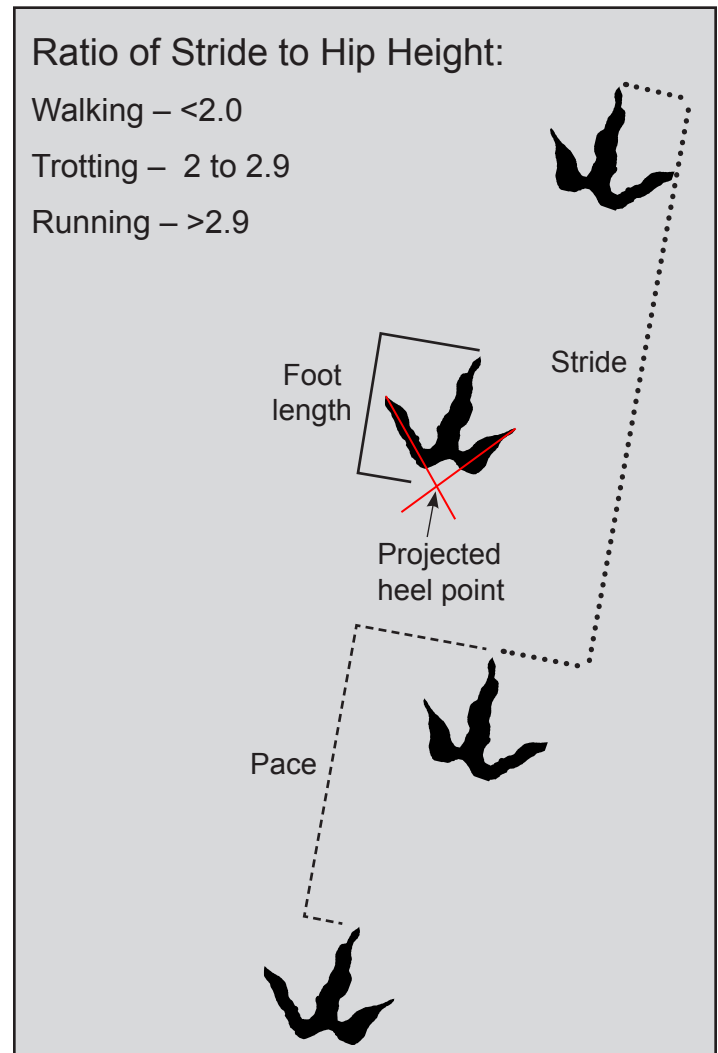 Ratio of Stride to Hip Height:
Walking – <2.0
Trotting –  2 to 2.9
Running – >2.9
Foot
length
Stride
Projected
heel point
Pace